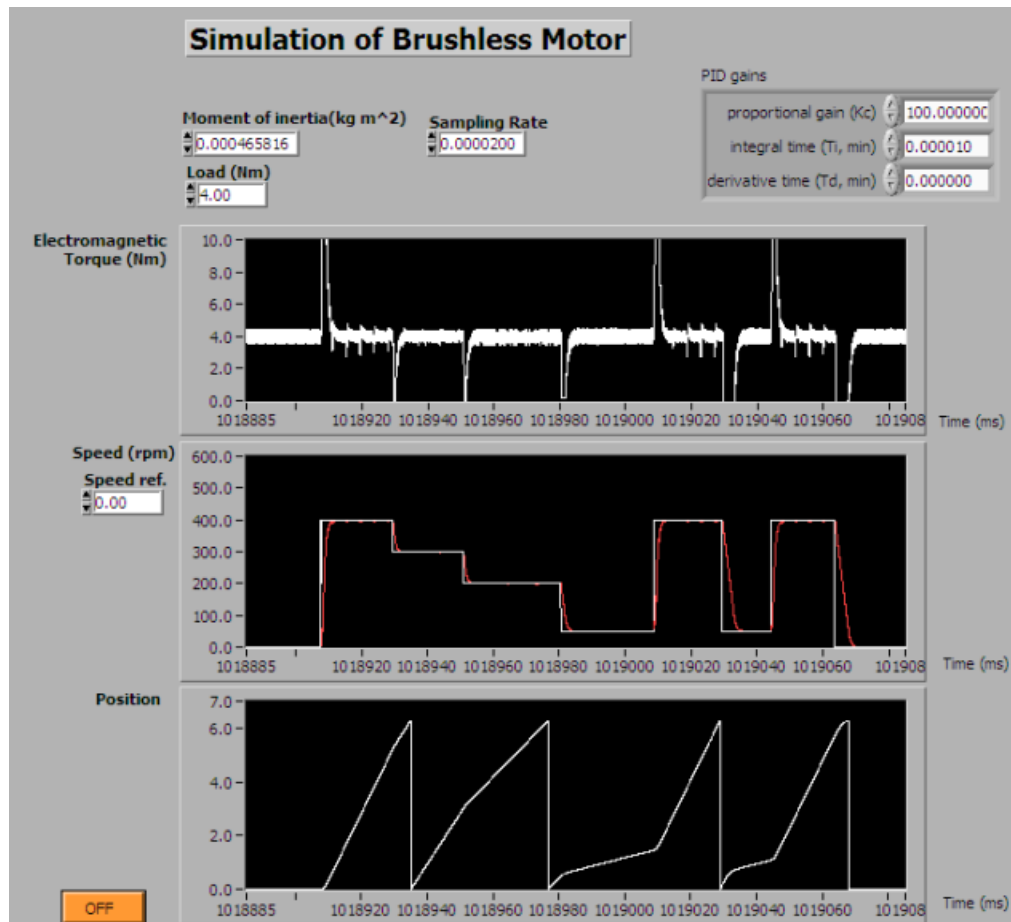 Simulation of Brushless Motor
PID gains
proportional gain (Kc) 100.000000
integral time (Ti, min) 0.000010
derivative time (Td, min) 0.000000
Moment of inertia(kg m^2)
0.000465816
Sampling Rate
0.0000200
Load (Nm)
4.00
Electromagnetic
Torque (Nm)
10.0
8.0
6.0
4.0
2.0
0.0
1018885 1018920 1018940 1018960 1018980 1019000 1019020 1019040 1019060 101908
Time (ms)
Speed (rpm)
Speed ref.
0.00
600.0
500.0
400.0
300.0
200.0
100.0
0.0
1018885 1018920 1018940 1018960 1018980 1019000 1019020 1019040 1019060 101908
Time (ms)
Position
7.0
6.0
4.0
2.0
0.0
1018885 1018920 1018940 1018960 1018980 1019000 1019020 1019040 1019060 101908
Time (ms)
OFF